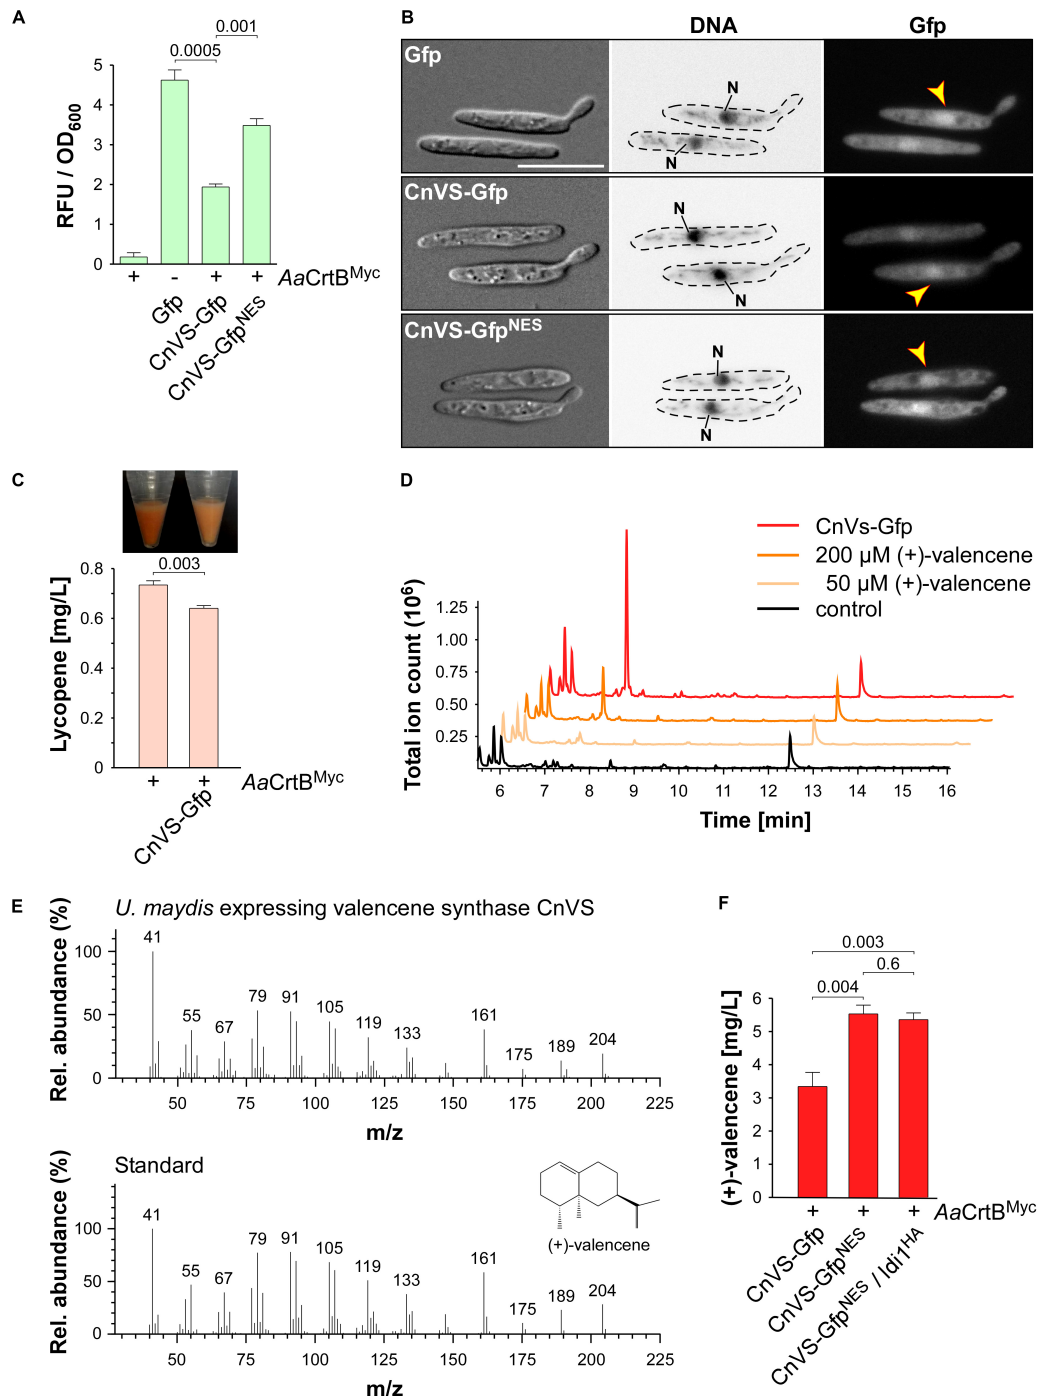 A
0.001
0.0005
RFU / OD600
5
4
3
2
1
0
+ - + + AaCrtBMyc
Gfp
CnVS-Gfp
CnVS-GfpNES
B
DNA Gfp
Gfp
N
N
CnVS-Gfp
N
N
CnVS-GfpNES
N
N
C
0.003
Lycopene [mg/L]
0.8
0.6
0.4
0.2
0
+ + AaCrtBMyc
CnVS-Gfp
D
CnVs-Gfp
200 µM (+)-valencene
50 µM (+)-valencene
control
Total ion count (10⁶)
1.25
1.00
0.75
0.50
0.25
6 7 8 9 10 11 12 13 14 15 16
Time [min]
E
U. maydis expressing valencene synthase CnVS
Rel. abundance (%)
100
50
0
41 55 67 79 91 105 119 133 161 175 189 204
50 75 100 125 150 175 200 225
m/z
Standard
Rel. abundance (%)
100
50
0
41 55 67 79 91 105 119 133 161 175 189 204
(+)-valencene
50 75 100 125 150 175 200 225
m/z
F
0.003
0.6
0.004
(+)-valencene [mg/L]
6
5
4
3
2
1
0
+ + + AaCrtBMyc
CnVS-Gfp
CnVS-GfpNES
CnVS-GfpNES / Idi1HA